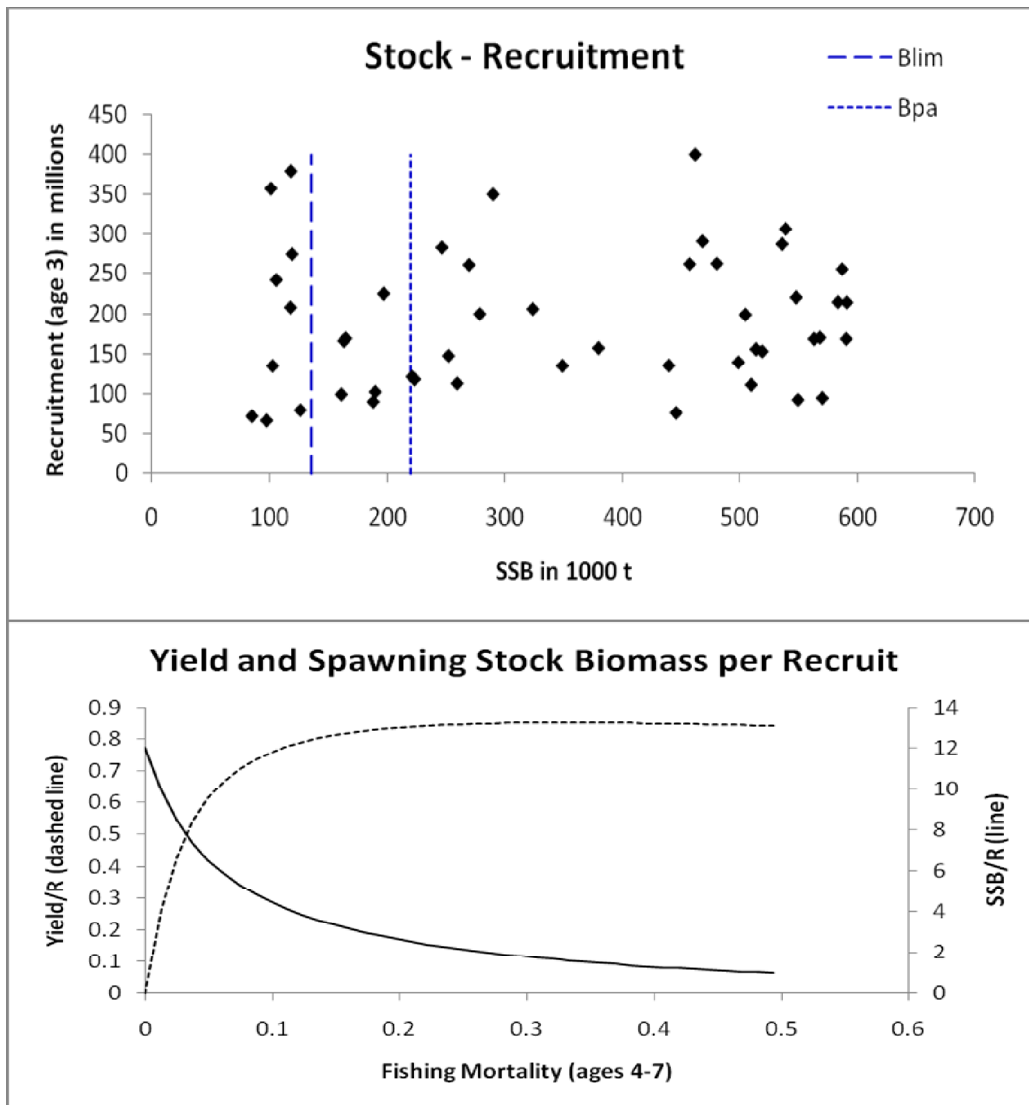 Stock - Recruitment
Blim
Bpa
Recruitment (age 3) in millions
450
400
350
300
250
200
150
100
50
0
0 100 200 300 400 500 600 700
SSB in 1000 t
Yield and Spawning Stock Biomass per Recruit
Yield/R (dashed line)
0.9
0.8
0.7
0.6
0.5
0.4
0.3
0.2
0.1
0
14
12
10
8
6
4
2
0
SSB/R (line)
0 0.1 0.2 0.3 0.4 0.5 0.6
Fishing Mortality (ages 4-7)